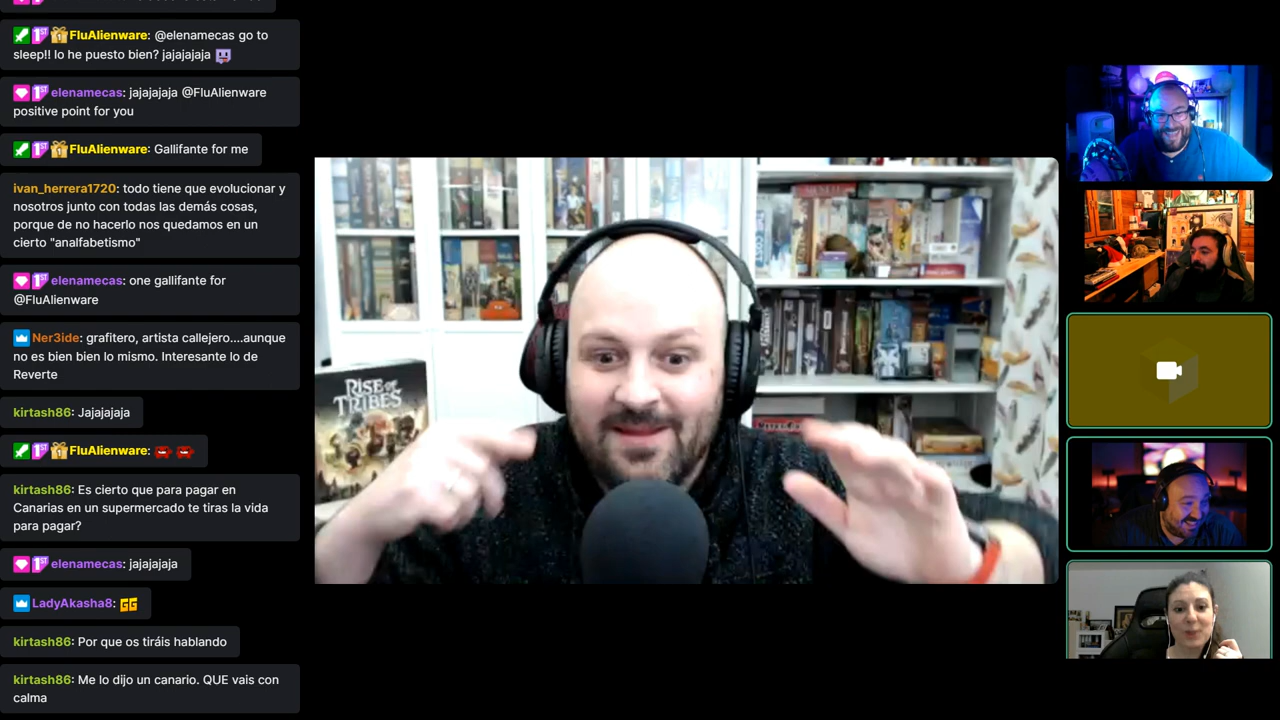 FluAlienware: @elenamecas go to
sleep!! lo he puesto bien? jajajajaja
elenamecas: jajajajaja @FluAlienware
positive point for you
FluAlienware: Gallifante for me
ivan_herrera1720: todo tiene que evolucionar y
nosotros junto con todas las demás cosas,
porque de no hacerlo nos quedamos en un
cierto "analfabetismo"
elenamecas: one gallifante for
@FluAlienware
Ner3ide: grafitero, artista callejero....aunque
no es bien bien lo mismo. Interesante lo de
Reverte
kirtash86: Jajajajaja
FluAlienware:
kirtash86: Es cierto que para pagar en
Canarias en un supermercado te tiras la vida
para pagar?
elenamecas: jajajajaja
LadyAkasha8: GG
kirtash86: Por que os tiráis hablando
kirtash86: Me lo dijo un canario. QUE vais con
calma
RISE OF
TRIBES